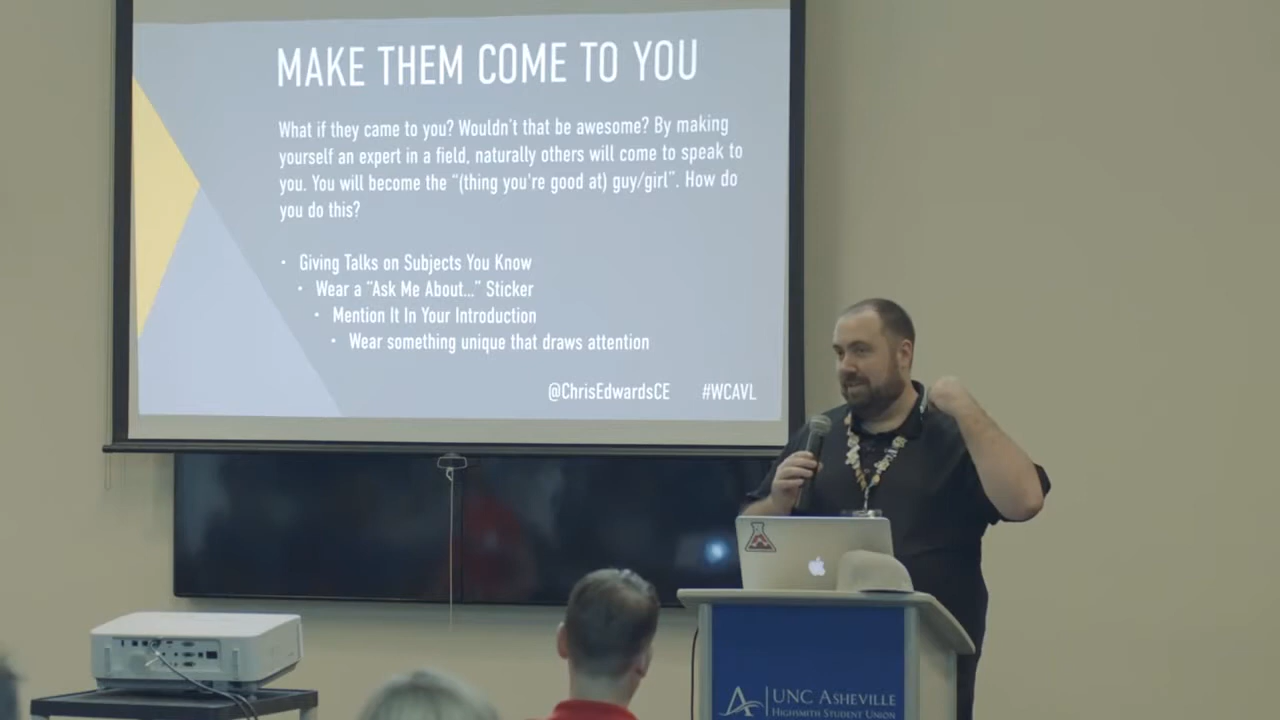 MAKE THEM COME TO YOU
What if they came to you? Wouldn't that be awesome? By making
yourself an expert in a field, naturally others will come to speak to
you. You will become the “(thing you're good at) guy/girl”. How do
you do this?
• Giving Talks on Subjects You Know
• Wear a “Ask Me About...” Sticker
• Mention It In Your Introduction
• Wear something unique that draws attention
@ChrisEdwardsCE #WCAVL
UNC ASHEVILLE
HIGHSMITH STUDENT UNION